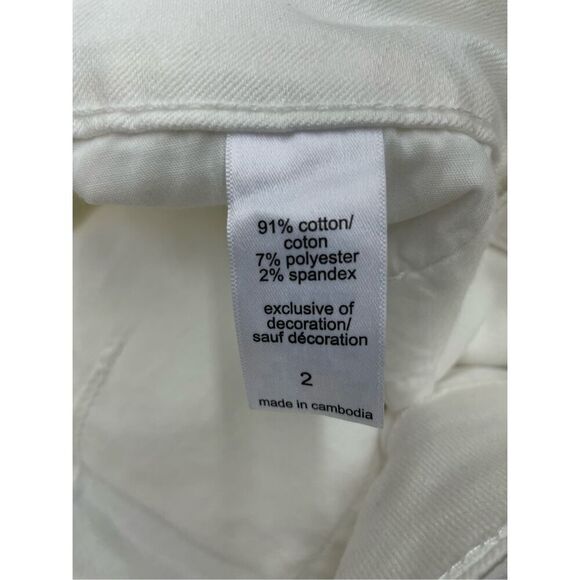 91% cotton/
coton
7% polyester
2% spandex
exclusive of
decoration/
sauf décoration
2
made in cambodia